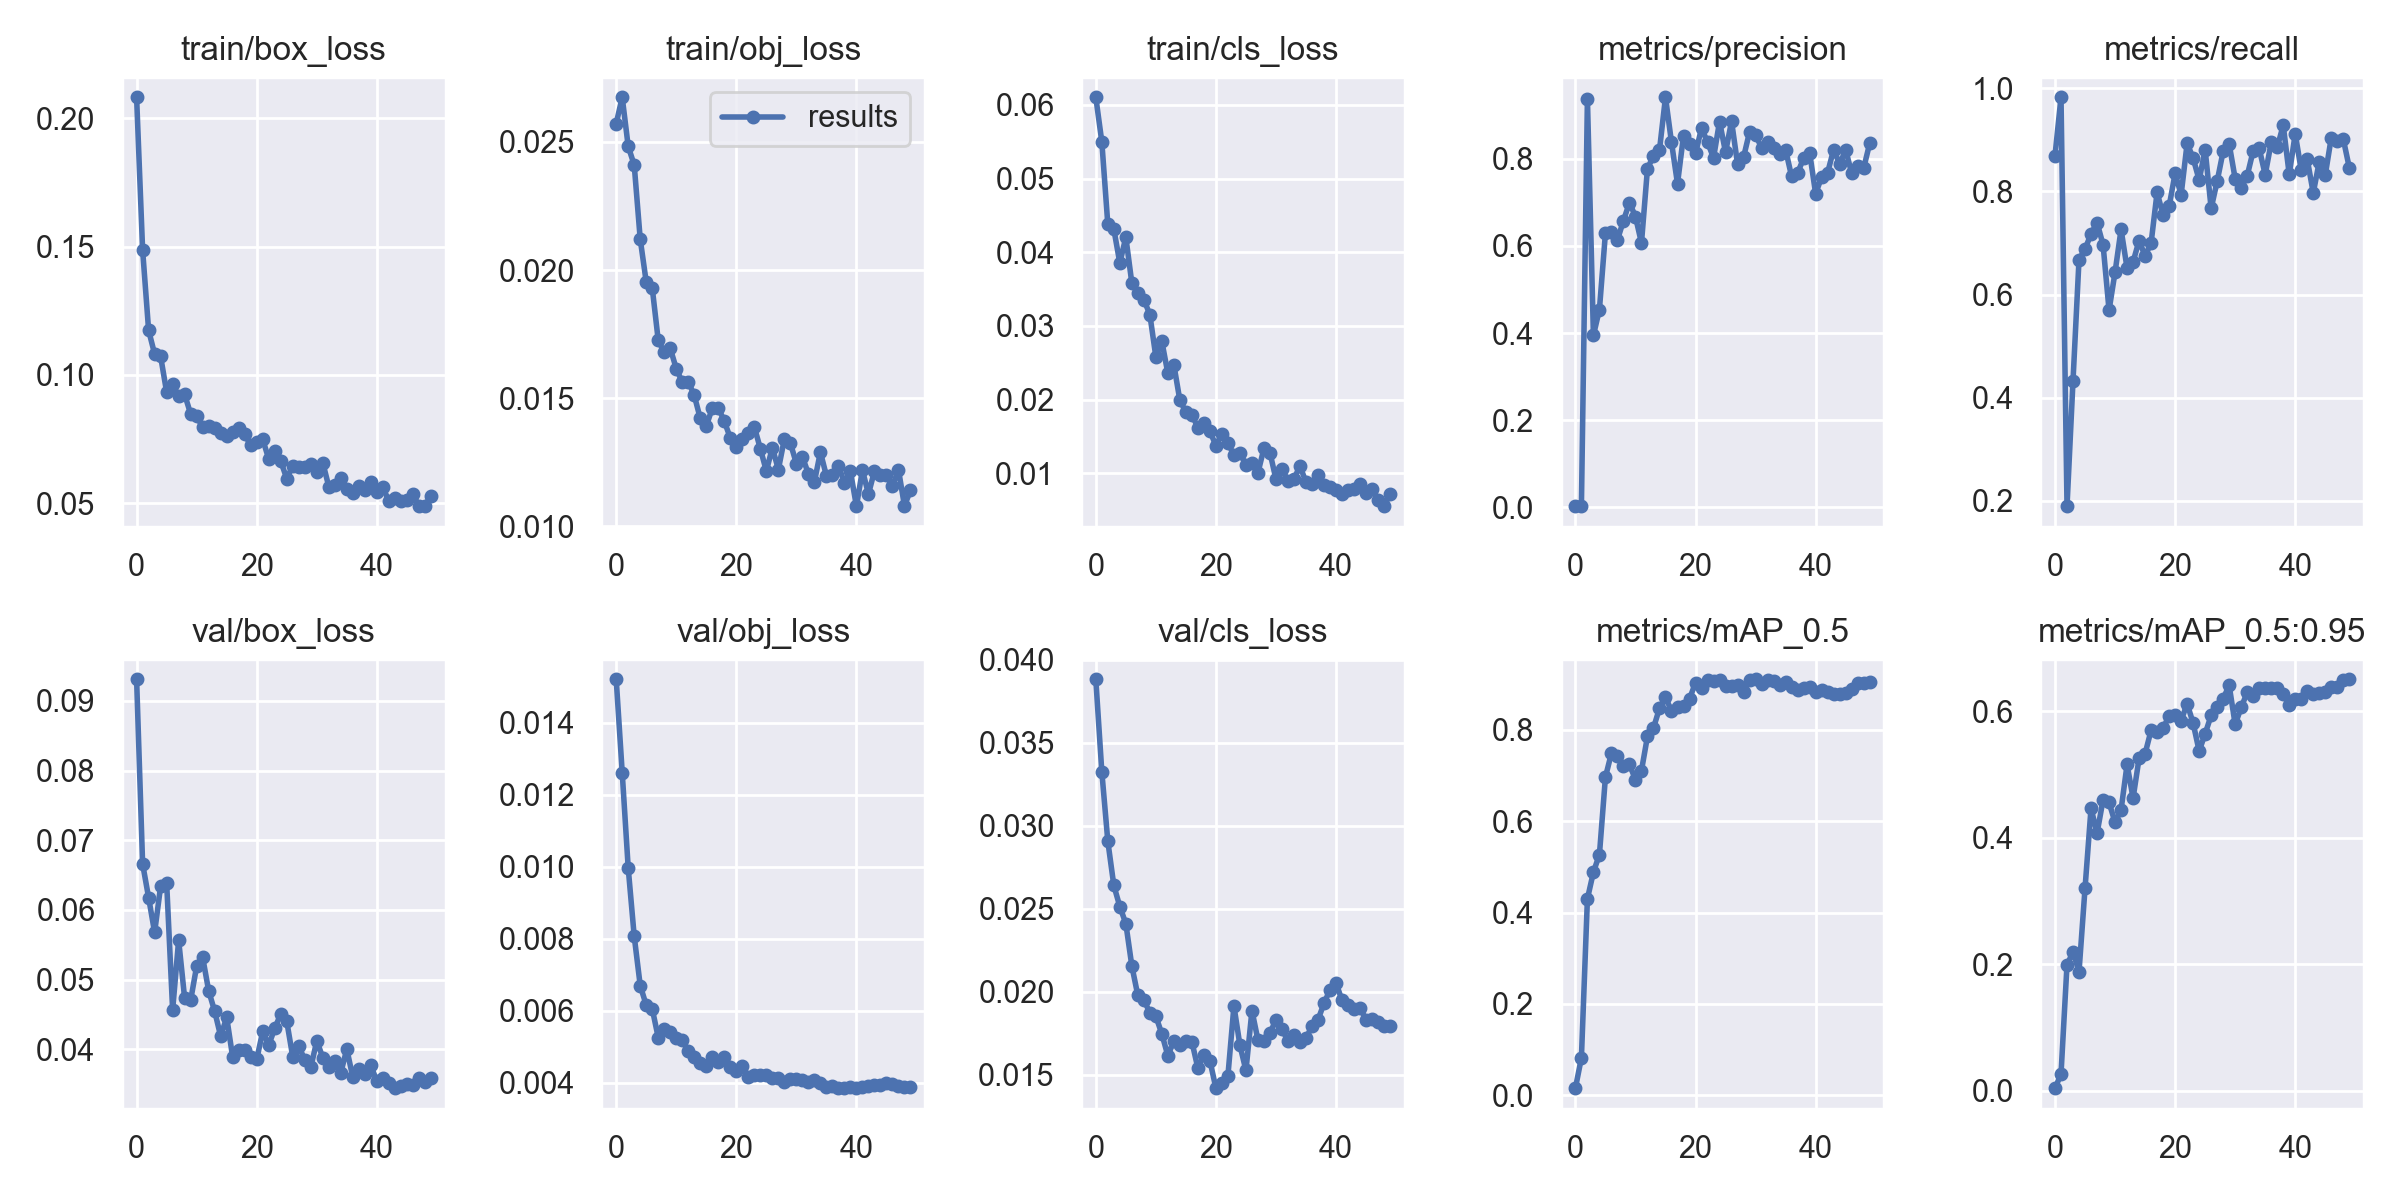 train/box_loss
0.20
0.15
0.10
0.05
0 20 40
train/obj_loss
results
0.025
0.020
0.015
0.010
0 20 40
train/cls_loss
0.06
0.05
0.04
0.03
0.02
0.01
0 20 40
metrics/precision
0.8
0.6
0.4
0.2
0.0
0 20 40
metrics/recall
1.0
0.8
0.6
0.4
0.2
0 20 40
val/box_loss
0.09
0.08
0.07
0.06
0.05
0.04
0 20 40
val/obj_loss
0.014
0.012
0.010
0.008
0.006
0.004
0 20 40
val/cls_loss
0.040
0.035
0.030
0.025
0.020
0.015
0 20 40
metrics/mAP_0.5
0.8
0.6
0.4
0.2
0.0
0 20 40
metrics/mAP_0.5:0.95
0.6
0.4
0.2
0.0
0 20 40